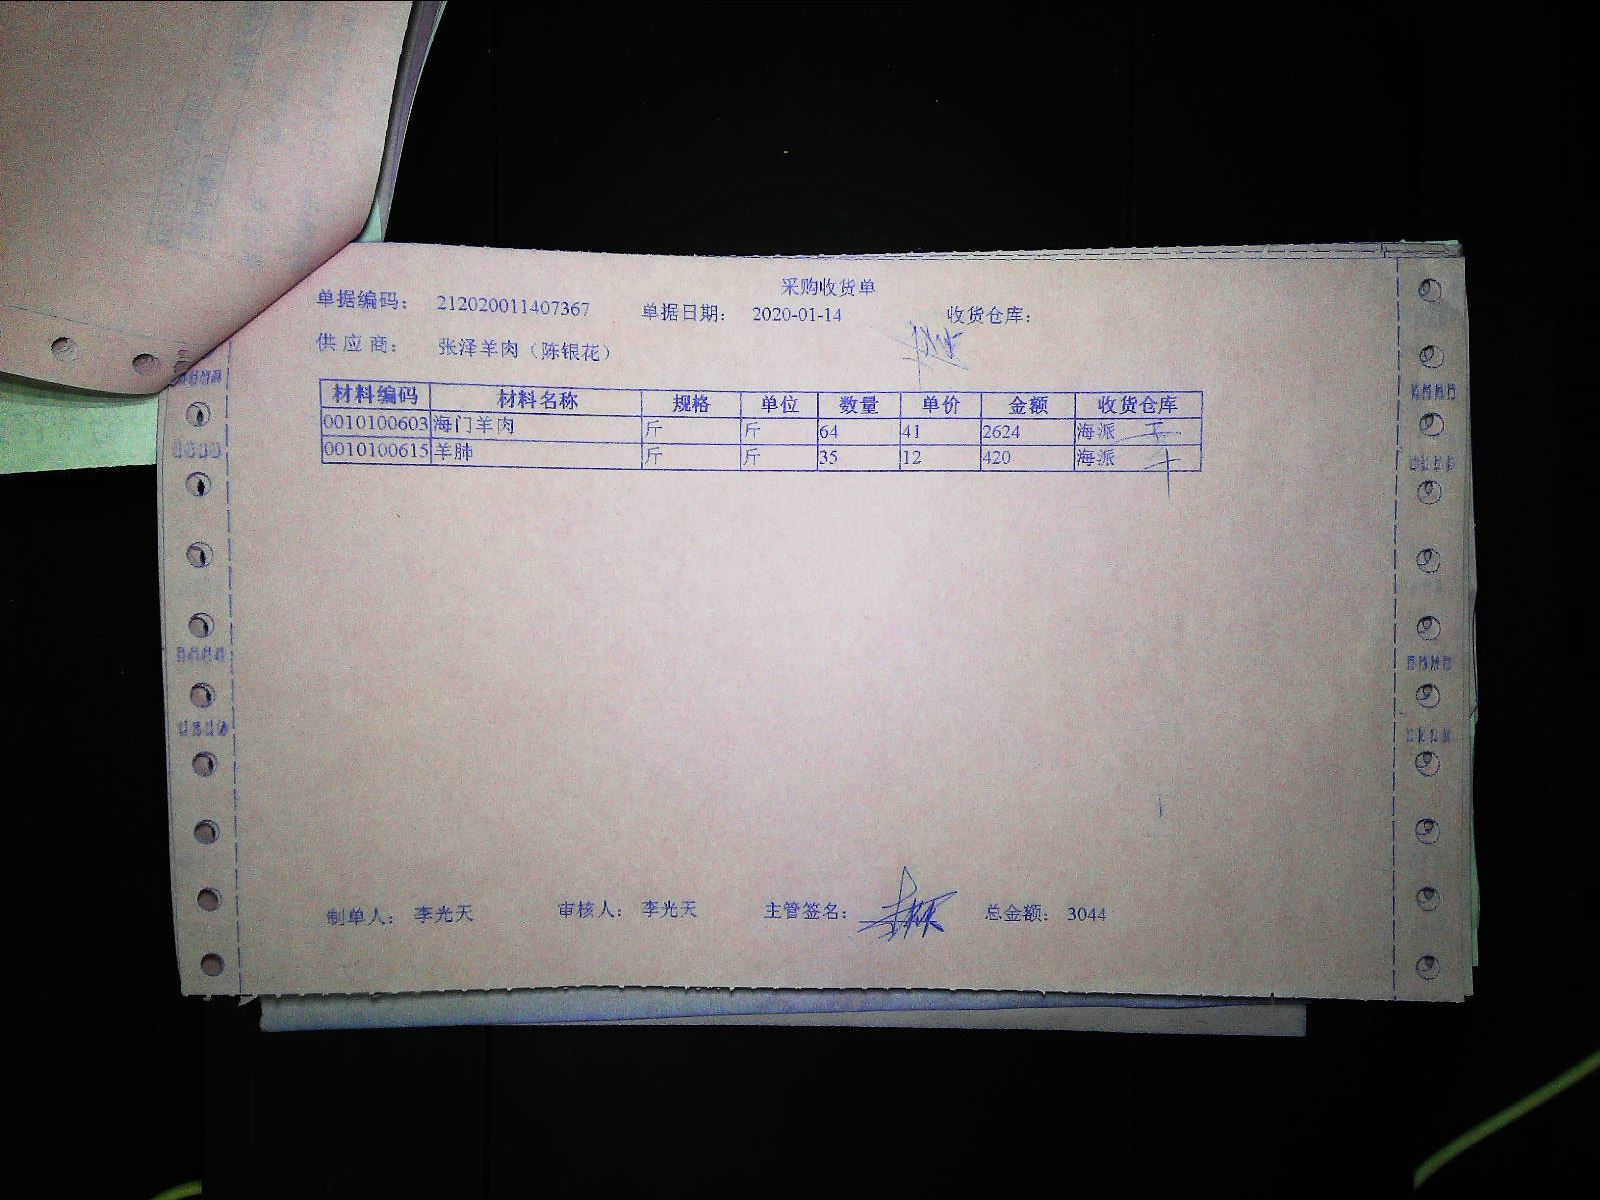 采购收货单
单据编码： 212020011407367 单据日期： 2020-01-14 收货仓库：
供应商： 张泽羊肉（陈银花）
材料编码 材料名称 规格 单位 数量 单价 金额 收货仓库
0010100603 海门羊肉 斤 斤 64 41 2624 海派
0010100615 羊肺 斤 斤 35 12 420 海派
制单人： 李光天 审核人： 李光天 主管签名： 总金额： 3044